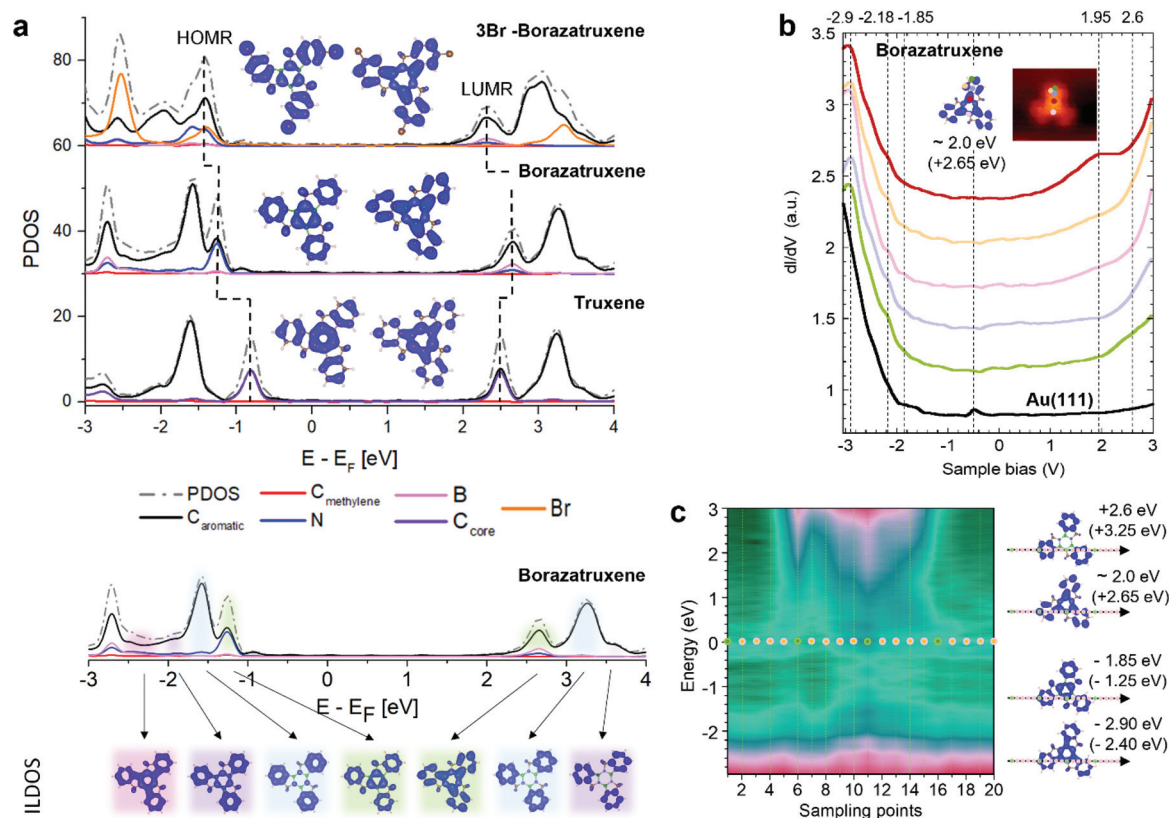 a
HOMR
3Br -Borazatruxene
80
LUMR
60
Borazatruxene
40
PDOS
Truxene
20
0
-3 -2 -1 0 1 2 3 4
E - E_F [eV]
PDOS
C_methylene
B
Br
C_aromatic
N
C_core
Borazatruxene
-3 -2 -1 0 1 2 3 4
E - E_F [eV]
ILDOS
b
-2.9 -2.18 -1.85 1.95 2.6
3.5
Borazatruxene
3
~ 2.0 eV
(+2.65 eV)
2.5
dI/dV (a.u.)
2
1.5
1
Au(111)
-3 -2 -1 0 1 2 3
Sample bias (V)
c
3
2
1
0
-1
-2
Energy (eV)
2 4 6 8 10 12 14 16 18 20
Sampling points
+2.6 eV
(+3.25 eV)
~ 2.0 eV
(+2.65 eV)
- 1.85 eV
(- 1.25 eV)
- 2.90 eV
(- 2.40 eV)